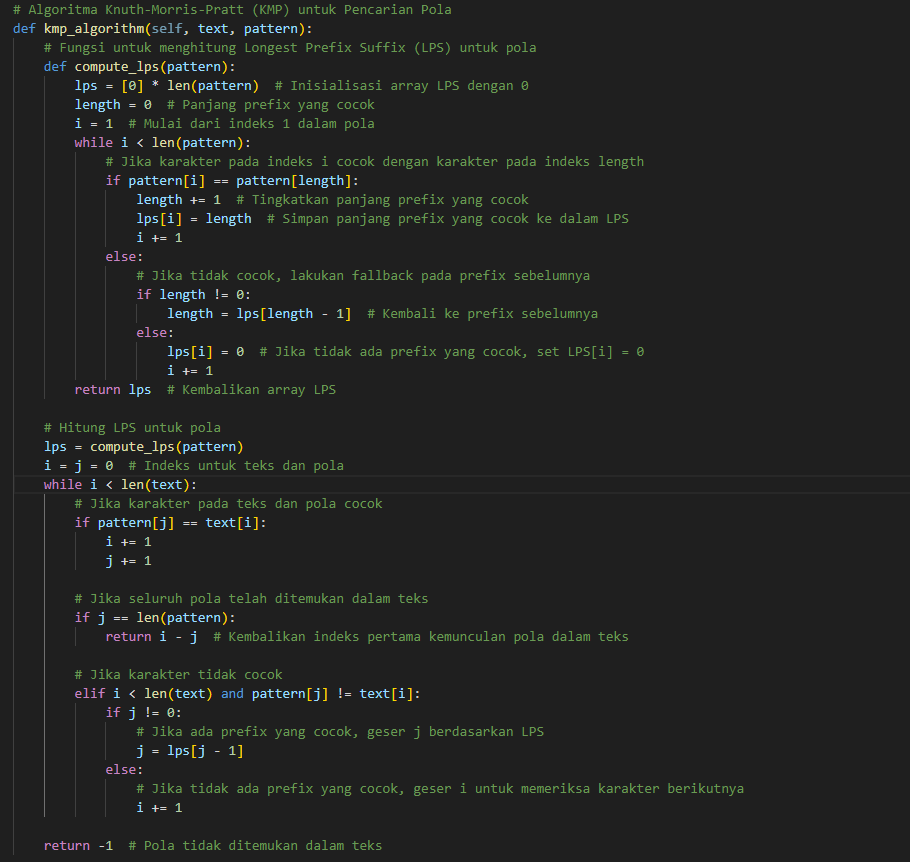 # Algoritma Knuth-Morris-Pratt (KMP) untuk Pencarian Pola
def kmp_algorithm(self, text, pattern):
    # Fungsi untuk menghitung Longest Prefix Suffix (LPS) untuk pola
    def compute_lps(pattern):
        lps = [0] * len(pattern)  # Inisialisasi array LPS dengan 0
        length = 0  # Panjang prefix yang cocok
        i = 1  # Mulai dari indeks 1 dalam pola
        while i < len(pattern):
            # Jika karakter pada indeks i cocok dengan karakter pada indeks length
            if pattern[i] == pattern[length]:
                length += 1  # Tingkatkan panjang prefix yang cocok
                lps[i] = length  # Simpan panjang prefix yang cocok ke dalam LPS
                i += 1
            else:
                # Jika tidak cocok, lakukan fallback pada prefix sebelumnya
                if length != 0:
                    length = lps[length - 1]  # Kembali ke prefix sebelumnya
                else:
                    lps[i] = 0  # Jika tidak ada prefix yang cocok, set LPS[i] = 0
                    i += 1
        return lps  # Kembalikan array LPS

    # Hitung LPS untuk pola
    lps = compute_lps(pattern)
    i = j = 0  # Indeks untuk teks dan pola
    while i < len(text):
        # Jika karakter pada teks dan pola cocok
        if pattern[j] == text[i]:
            i += 1
            j += 1

        # Jika seluruh pola telah ditemukan dalam teks
        if j == len(pattern):
            return i - j  # Kembalikan indeks pertama kemunculan pola dalam teks

        # Jika karakter tidak cocok
        elif i < len(text) and pattern[j] != text[i]:
            if j != 0:
                # Jika ada prefix yang cocok, geser j berdasarkan LPS
                j = lps[j - 1]
            else:
                # Jika tidak ada prefix yang cocok, geser i untuk memeriksa karakter berikutnya
                i += 1

    return -1  # Pola tidak ditemukan dalam teks